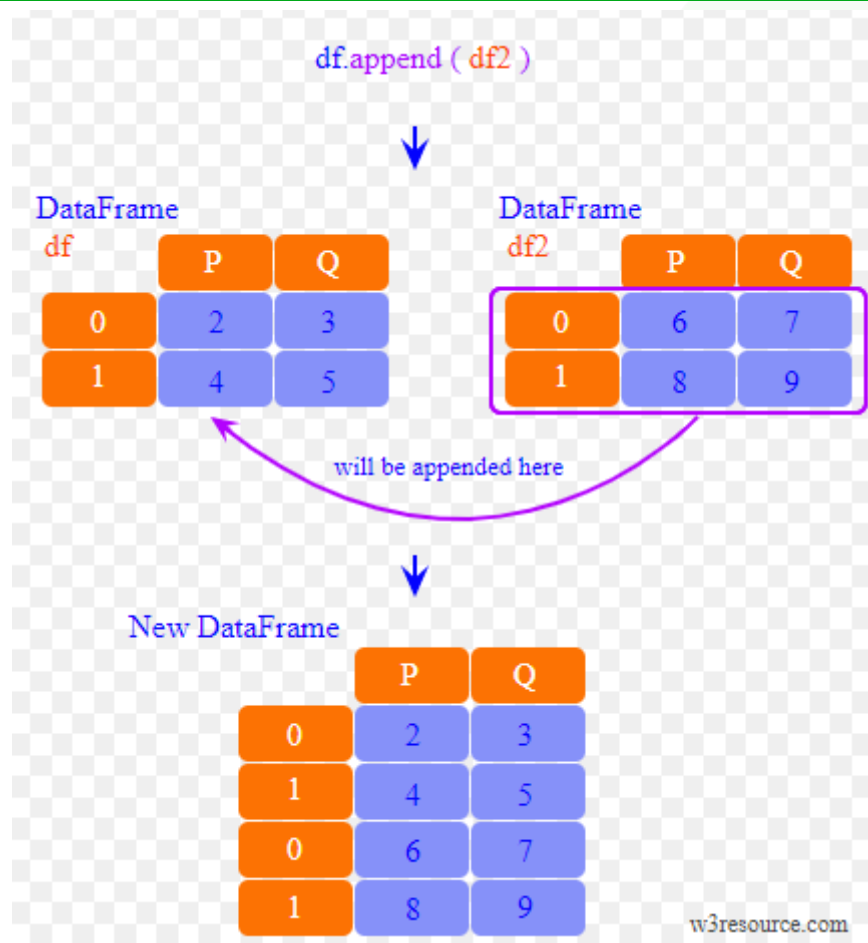 df.append ( df2 )
DataFrame
df
P Q
0 2 3
1 4 5
DataFrame
df2
P Q
0 6 7
1 8 9
will be appended here
New DataFrame
P Q
0 2 3
1 4 5
0 6 7
1 8 9
w3resource.com